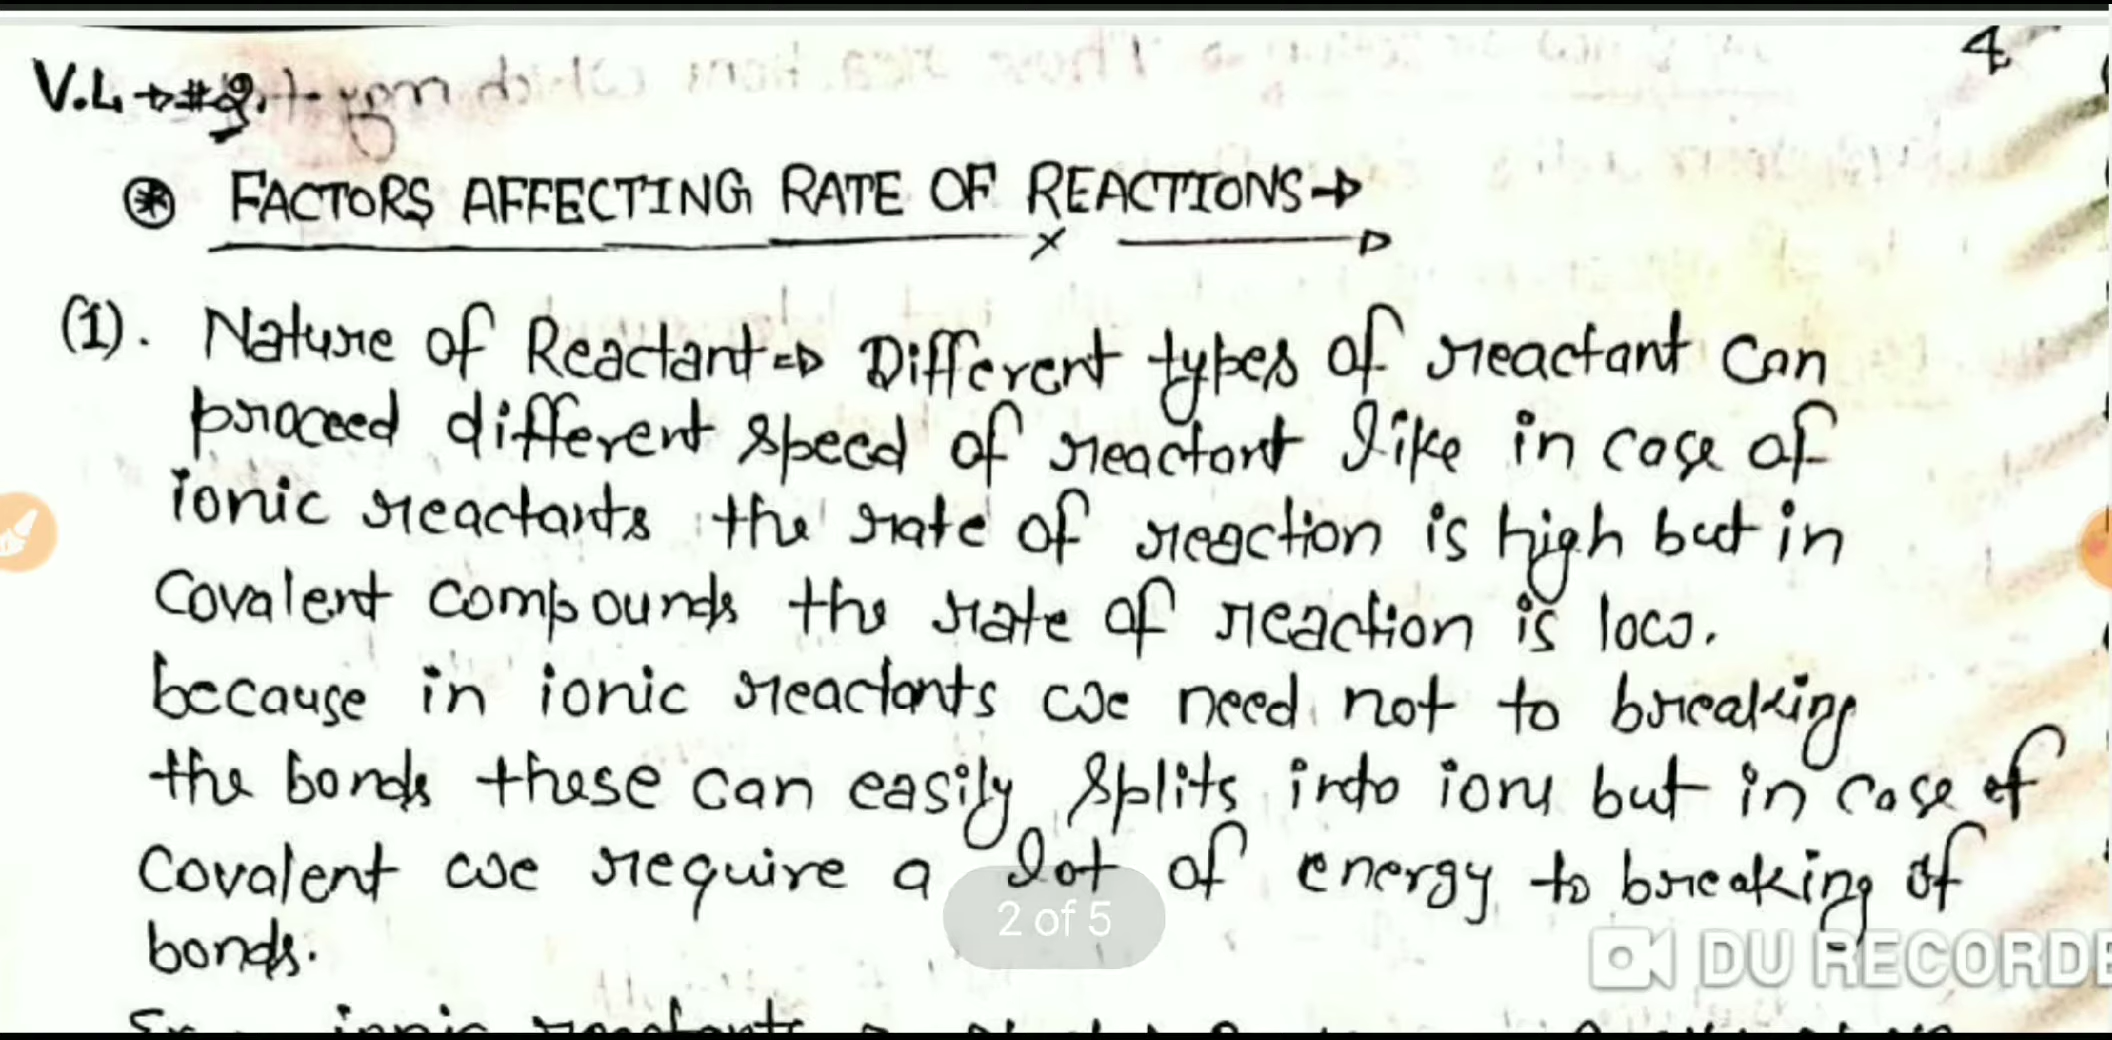 4
V.L → #2.
⊛ FACTORS AFFECTING RATE OF REACTIONS →
(1). Nature of Reactant ⇒ Different types of reactant can
proceed different speed of reactant like in case of
ionic reactants the rate of reaction is high but in
Covalent compounds the rate of reaction is low.
because in ionic reactants we need not to breaking
the bonds these can easily splits into ions but in case of
Covalent we require a lot of energy to breaking of
bonds.
2 of 5
DU RECORDE
ionic reactants